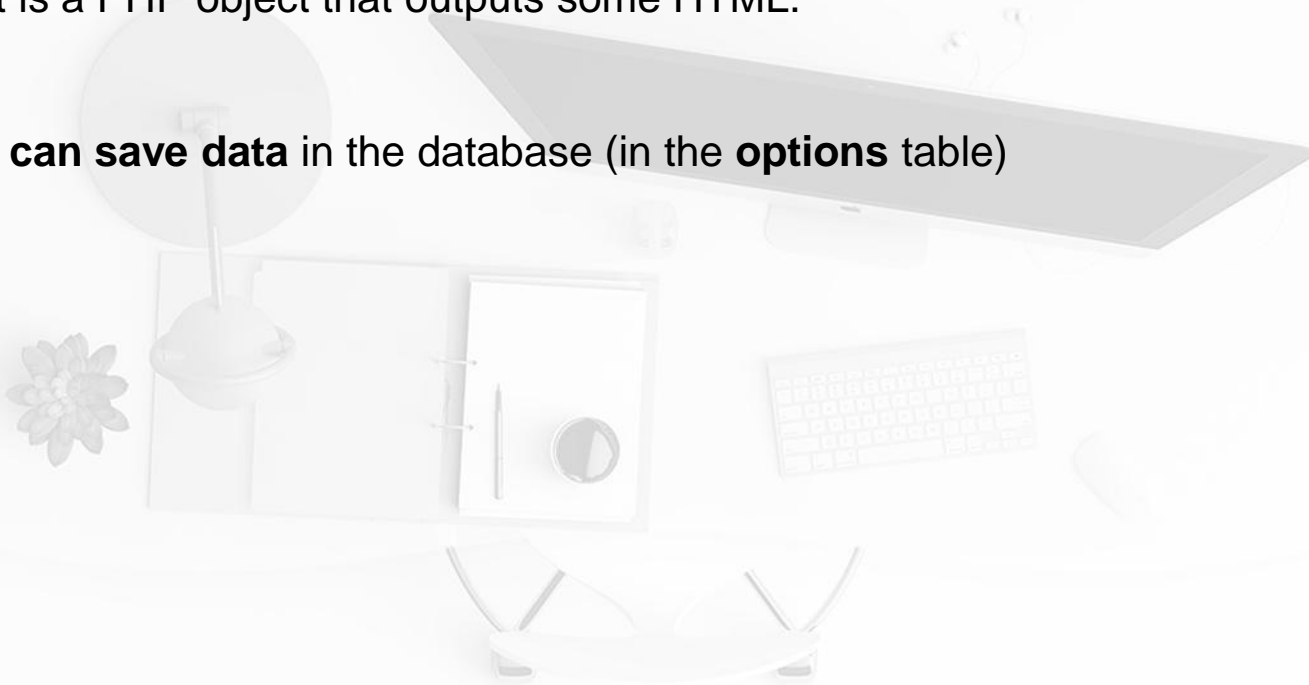 is a PHP object that outputs some HTML.
can save data in the database (in the options table)